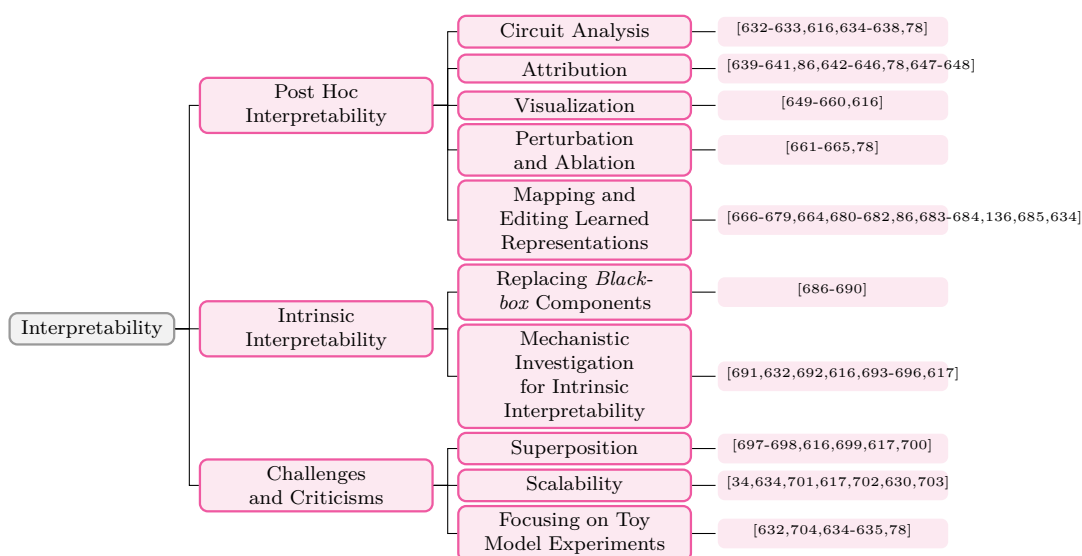 Circuit Analysis
[632-633,616,634-638,78]
Post Hoc
Interpretability
Attribution
[639-641,86,642-646,78,647-648]
Visualization
[649-660,616]
Perturbation
and Ablation
[661-665,78]
Mapping and
Editing Learned
Representations
[666-679,664,680-682,86,683-684,136,685,634]
Interpretability
Intrinsic
Interpretability
Replacing Black-
box Components
[686-690]
Mechanistic
Investigation
for Intrinsic
Interpretability
[691,632,692,616,693-696,617]
Challenges
and Criticisms
Superposition
[697-698,616,699,617,700]
Scalability
[34,634,701,617,702,630,703]
Focusing on Toy
Model Experiments
[632,704,634-635,78]